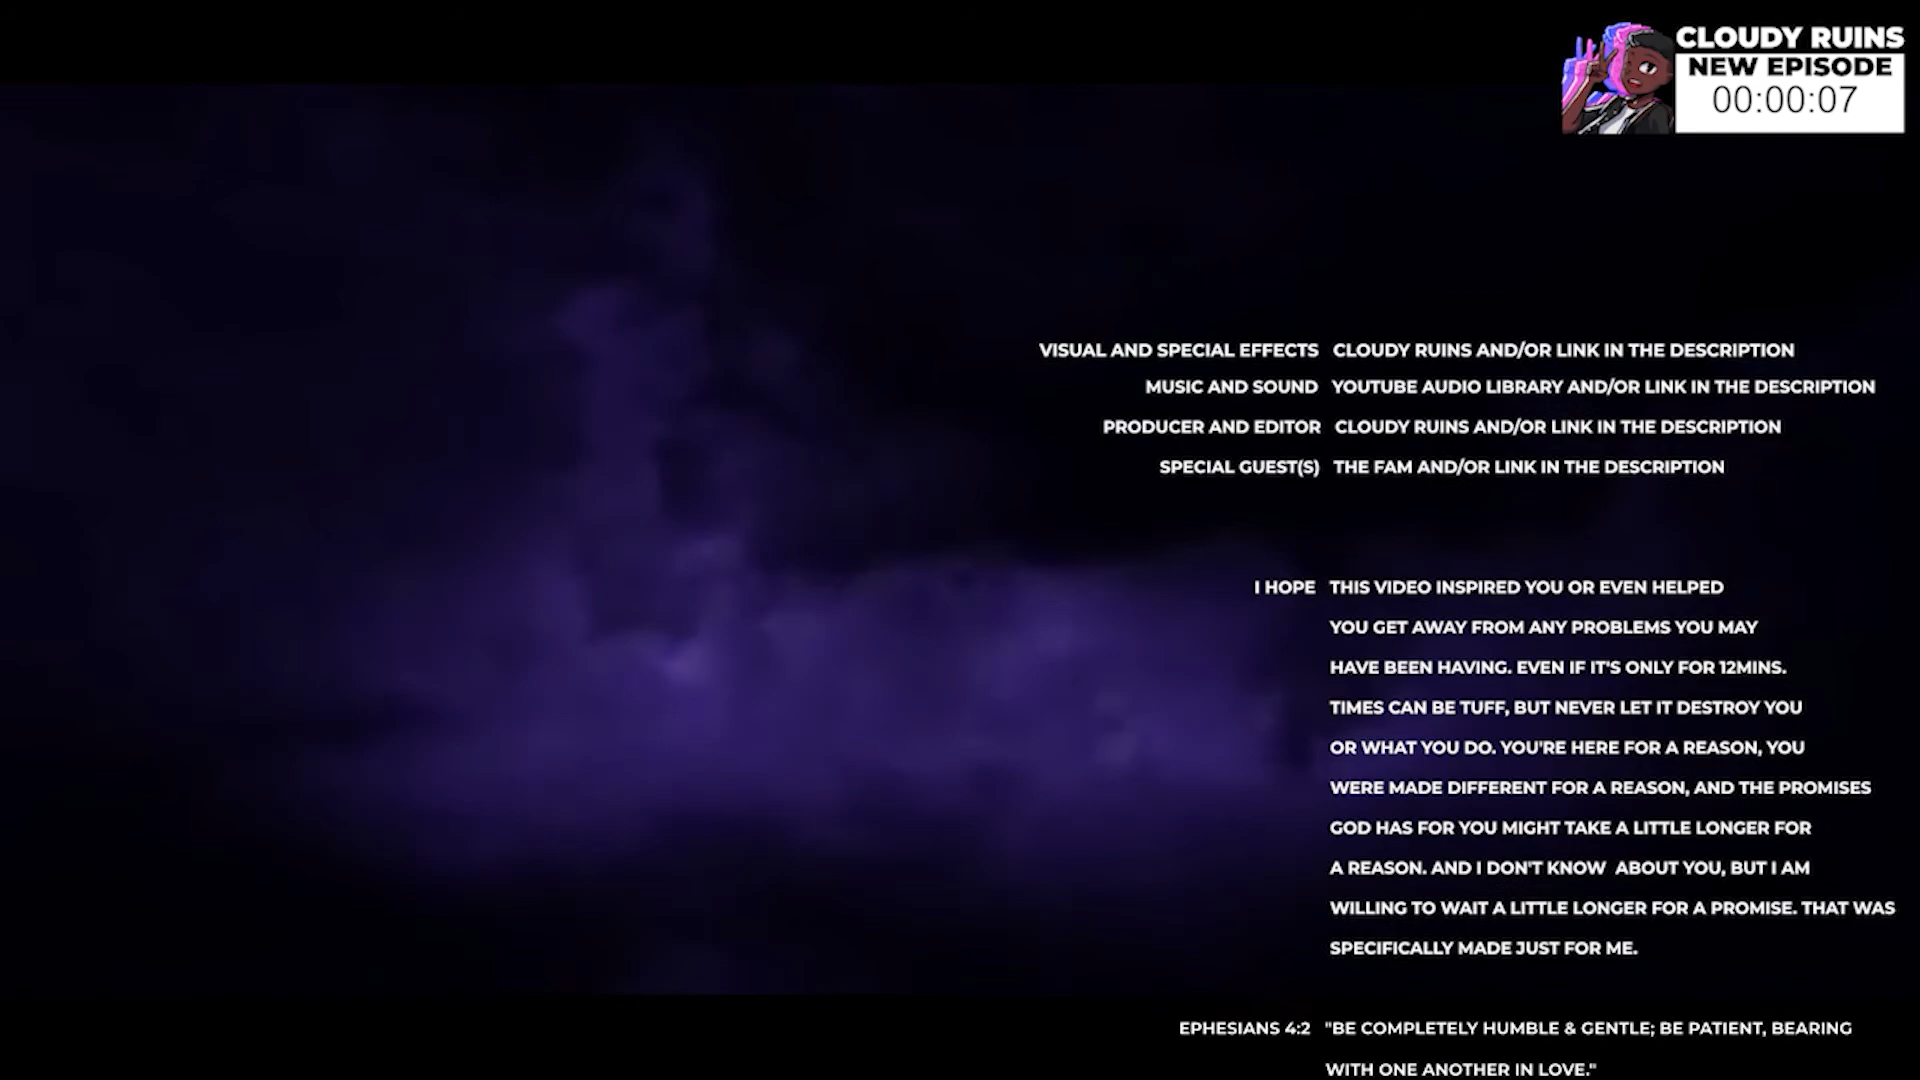 CLOUDY RUINS
NEW EPISODE
00:00:07
VISUAL AND SPECIAL EFFECTS CLOUDY RUINS AND/OR LINK IN THE DESCRIPTION
MUSIC AND SOUND YOUTUBE AUDIO LIBRARY AND/OR LINK IN THE DESCRIPTION
PRODUCER AND EDITOR CLOUDY RUINS AND/OR LINK IN THE DESCRIPTION
SPECIAL GUEST(S) THE FAM AND/OR LINK IN THE DESCRIPTION
I HOPE THIS VIDEO INSPIRED YOU OR EVEN HELPED
YOU GET AWAY FROM ANY PROBLEMS YOU MAY
HAVE BEEN HAVING. EVEN IF IT'S ONLY FOR 12MINS.
TIMES CAN BE TUFF, BUT NEVER LET IT DESTROY YOU
OR WHAT YOU DO. YOU'RE HERE FOR A REASON, YOU
WERE MADE DIFFERENT FOR A REASON, AND THE PROMISES
GOD HAS FOR YOU MIGHT TAKE A LITTLE LONGER FOR
A REASON. AND I DON'T KNOW ABOUT YOU, BUT I AM
WILLING TO WAIT A LITTLE LONGER FOR A PROMISE. THAT WAS
SPECIFICALLY MADE JUST FOR ME.
EPHESIANS 4:2 "BE COMPLETELY HUMBLE & GENTLE; BE PATIENT, BEARING
WITH ONE ANOTHER IN LOVE."